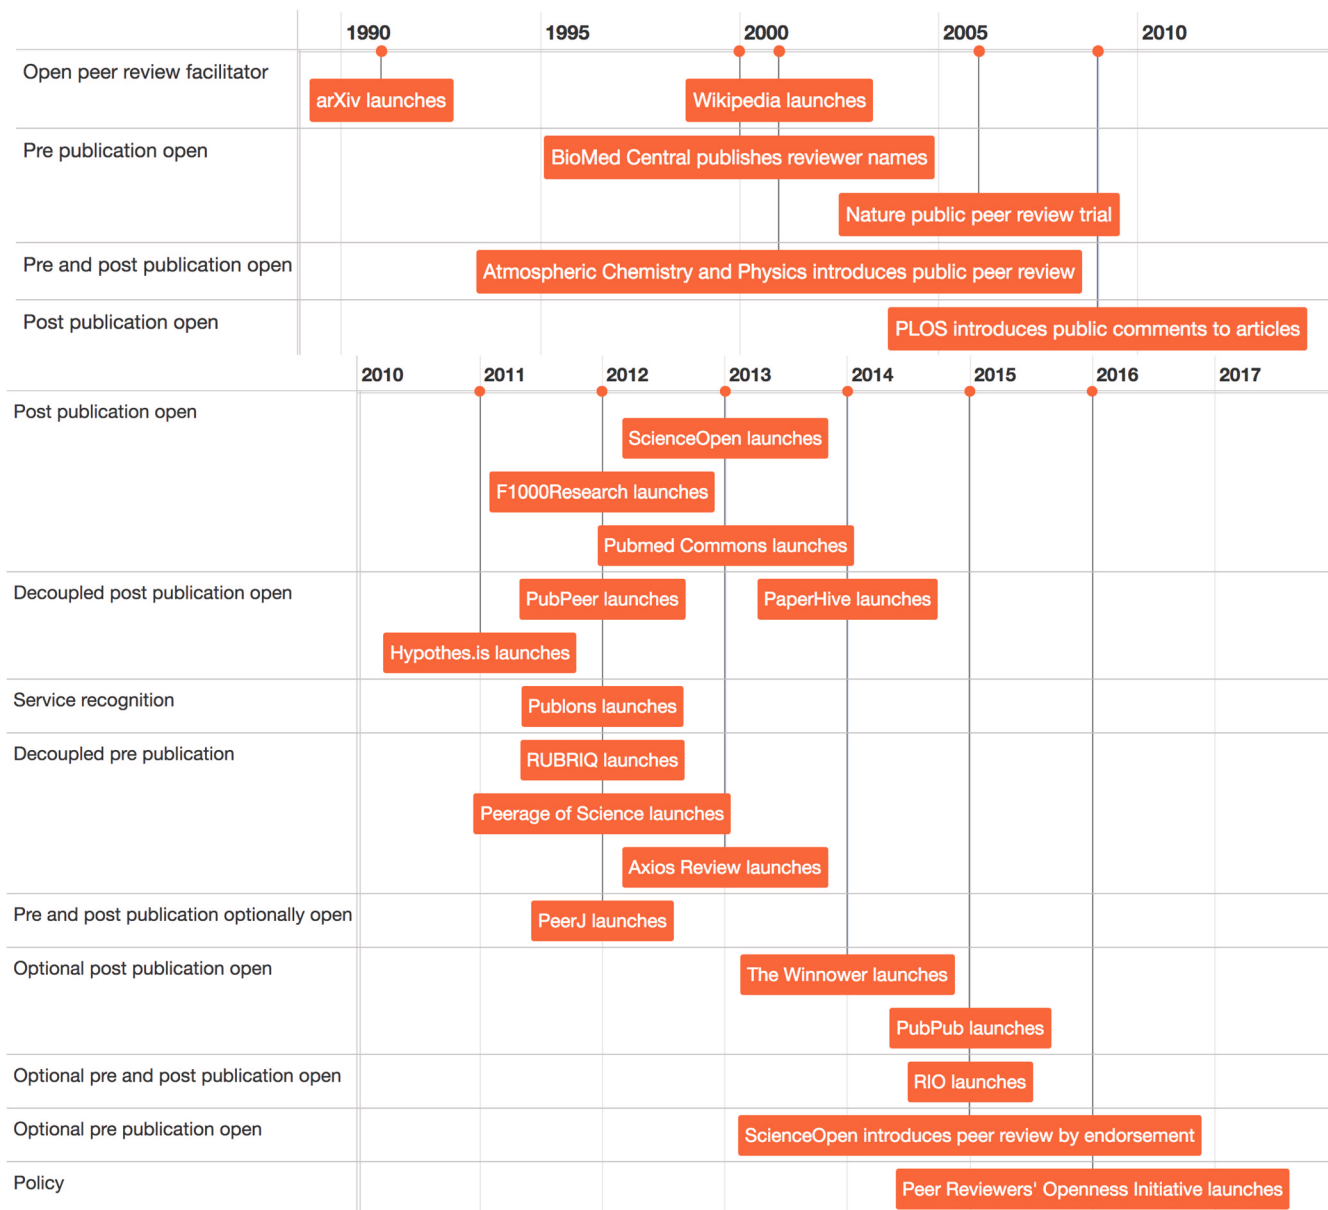 1990 1995 2000 2005 2010
Open peer review facilitator
arXiv launches Wikipedia launches
Pre publication open
BioMed Central publishes reviewer names
Nature public peer review trial
Pre and post publication open
Atmospheric Chemistry and Physics introduces public peer review
Post publication open
PLOS introduces public comments to articles
2010 2011 2012 2013 2014 2015 2016 2017
Post publication open
ScienceOpen launches
F1000Research launches
Pubmed Commons launches
Decoupled post publication open
PubPeer launches PaperHive launches
Hypothes.is launches
Service recognition
Publons launches
Decoupled pre publication
RUBRIQ launches
Peerage of Science launches
Axios Review launches
Pre and post publication optionally open
PeerJ launches
Optional post publication open
The Winnower launches
PubPub launches
Optional pre and post publication open
RIO launches
Optional pre publication open
ScienceOpen introduces peer review by endorsement
Policy
Peer Reviewers' Openness Initiative launches